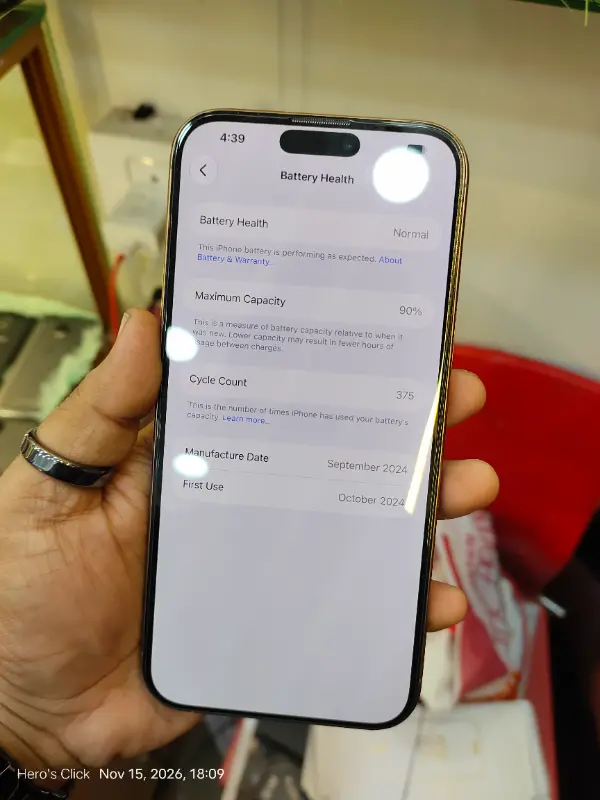 4:39
Battery Health
Battery Health Normal
This iPhone battery is performing as expected. About
Battery & Warranty...
Maximum Capacity 90%
This is a measure of battery capacity relative to when it
was new. Lower capacity may result in fewer hours of
usage between charges.
Cycle Count 375
This is the number of times iPhone has used your battery's
capacity. Learn more...
Manufacture Date September 2024
First Use October 2024
Hero's Click Nov 15, 2026, 18:09